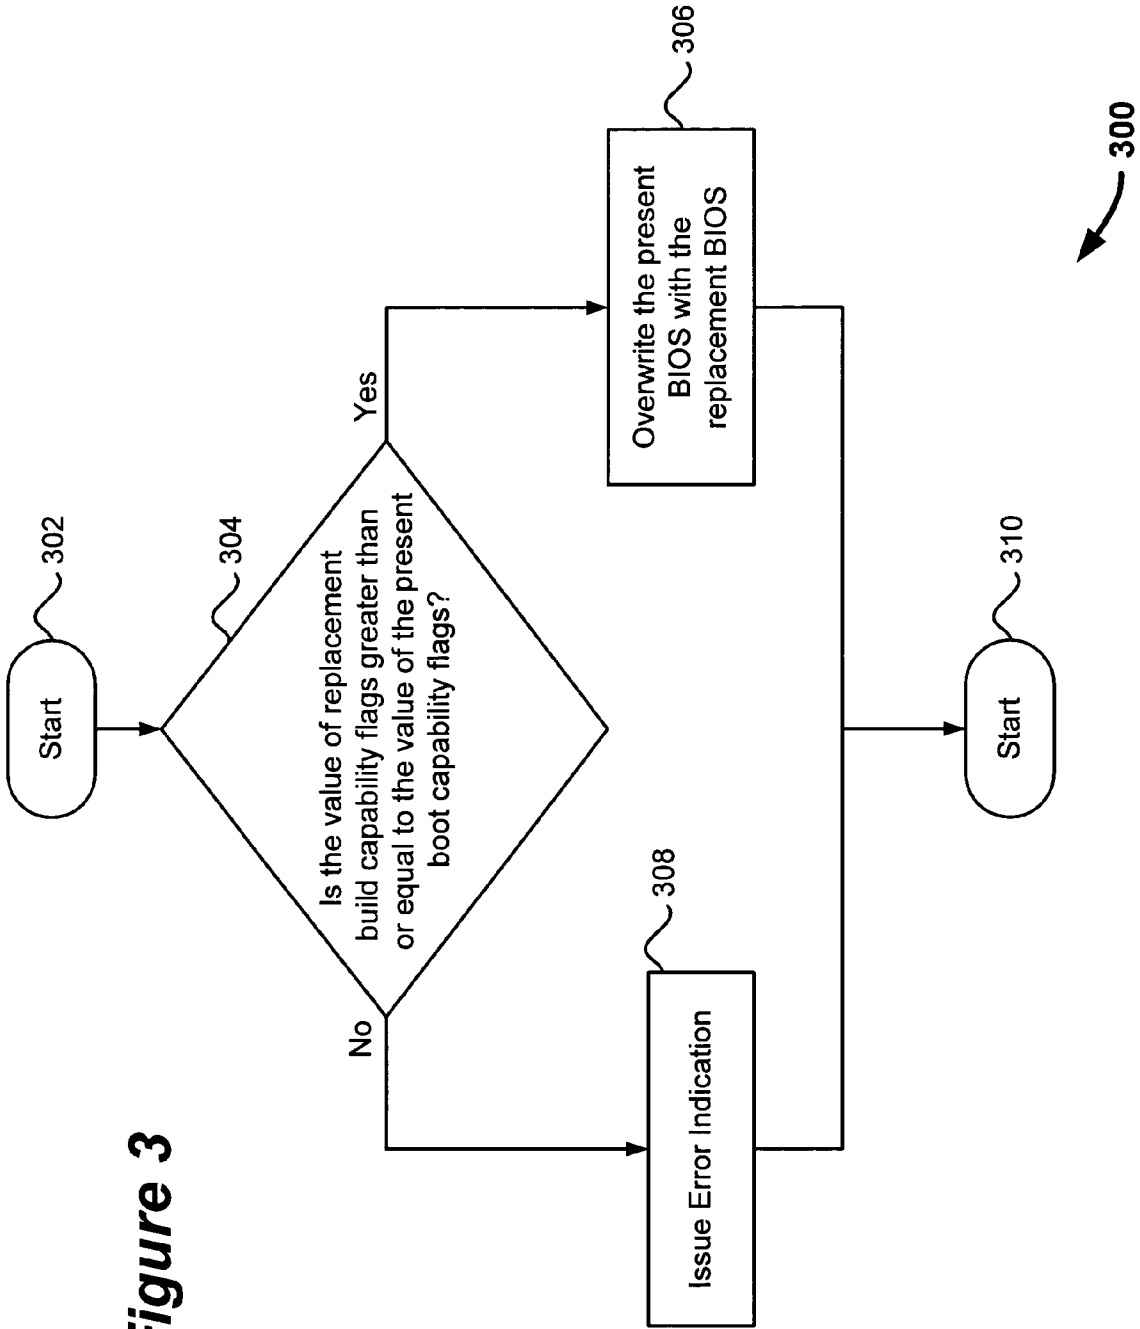 Figure 3
Start
302
304
Is the value of replacement
build capability flags greater than
or equal to the value of the present
boot capability flags?
No
Yes
308
Issue Error Indication
306
Overwrite the present
BIOS with the
replacement BIOS
310
Start
300